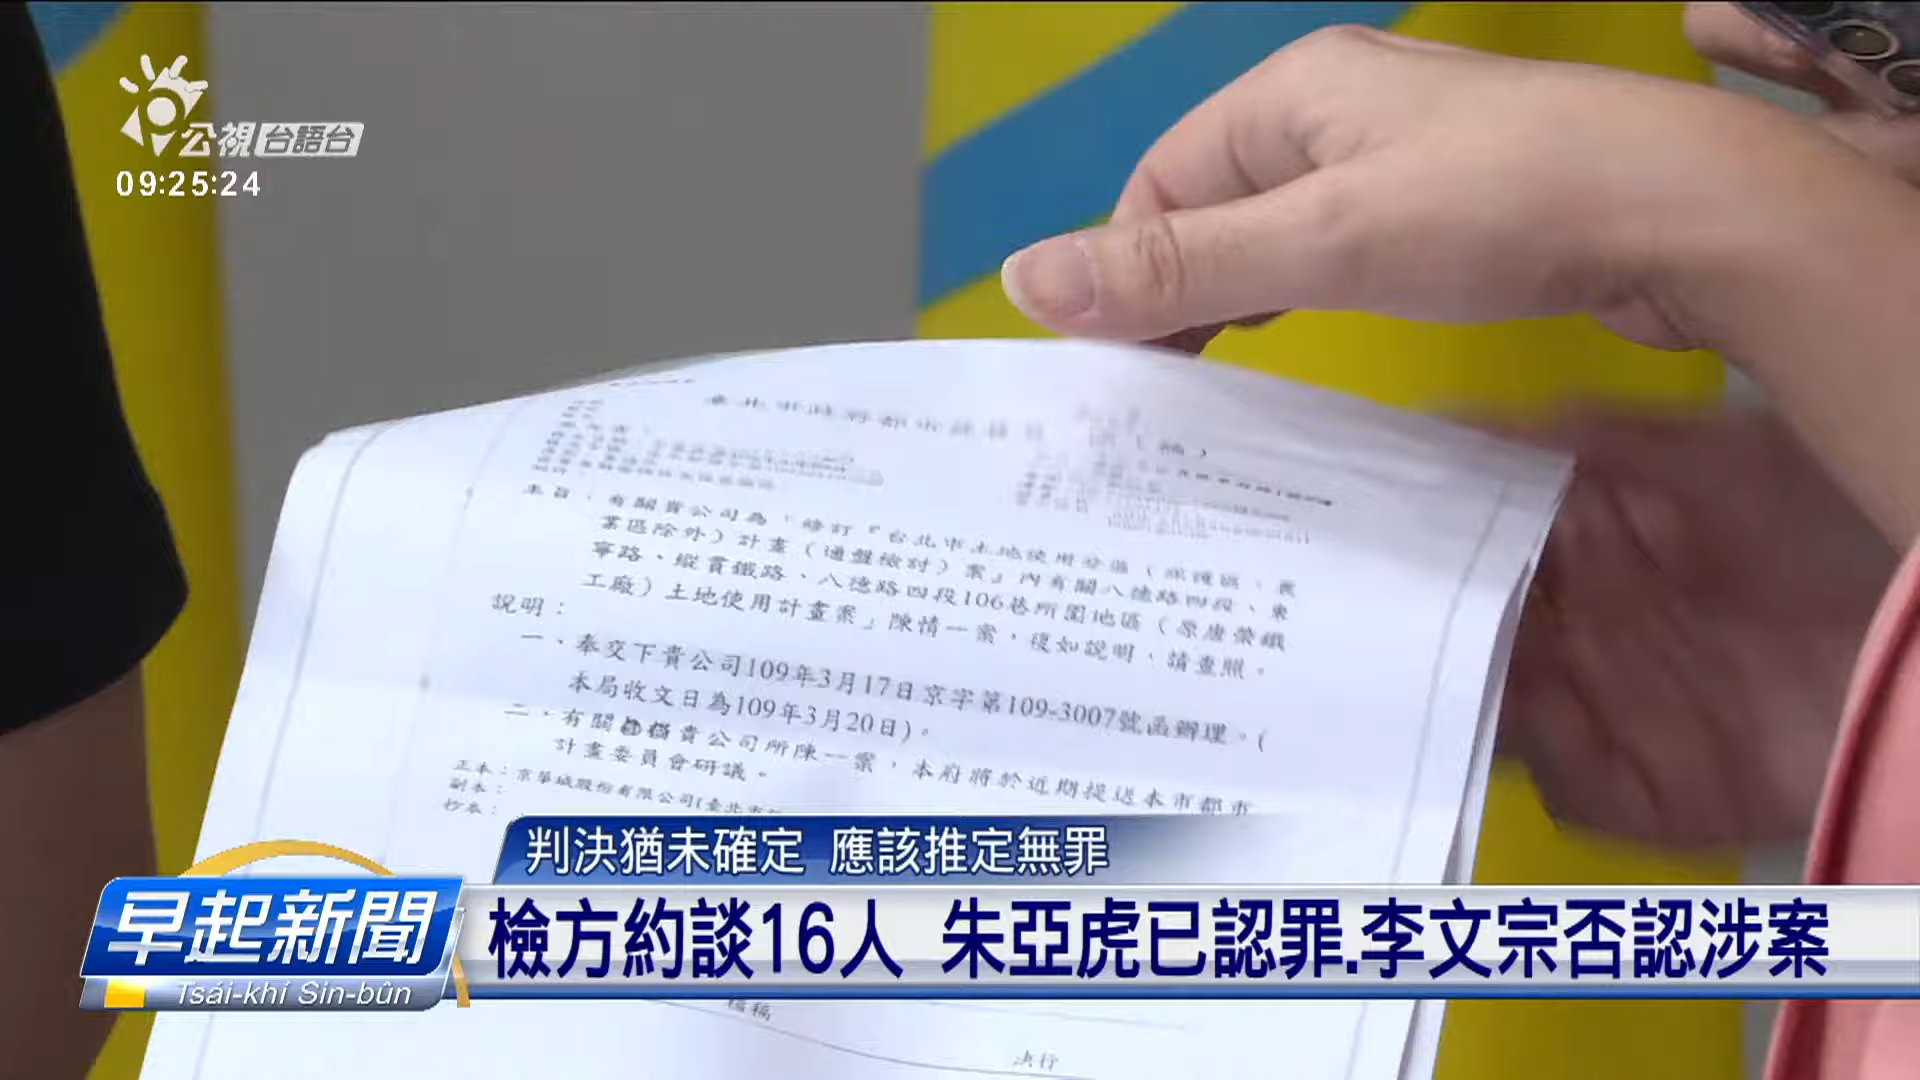 公視台語台
09:25:24
臺北市政府都市發展局
(稿)
主旨：有關貴公司為「修訂『台北市土地使用分區(保護區、農
業區除外)計畫(通盤檢討)案』內有關八德路四段、東
寧路、縱貫鐵路、八德路四段106巷所圍地區(原唐榮鐵
工廠)土地使用計畫案」陳情一案，復如說明，請查照。
說明：
一、奉交下貴公司109年3月17日京字第109-3007號函辦理。(
本局收文日為109年3月20日)。
二、有關貴公司所陳一案，本府將於近期提送本市都市
計畫委員會研議。
正本：京華城股份有限公司(臺北市
副本：
抄本：
判決猶未確定 應該推定無罪
早起新聞
Tsái-khí Sin-bûn
檢方約談16人 朱亞虎已認罪.李文宗否認涉案
決行